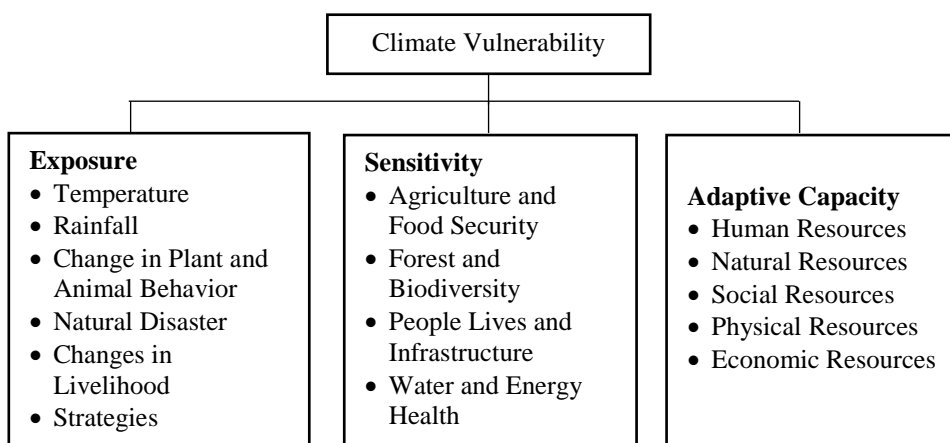 Climate Vulnerability
Exposure
• Temperature
• Rainfall
• Change in Plant and
Animal Behavior
• Natural Disaster
• Changes in
Livelihood
• Strategies
Sensitivity
• Agriculture and
Food Security
• Forest and
Biodiversity
• People Lives and
Infrastructure
• Water and Energy
Health
Adaptive Capacity
• Human Resources
• Natural Resources
• Social Resources
• Physical Resources
• Economic Resources